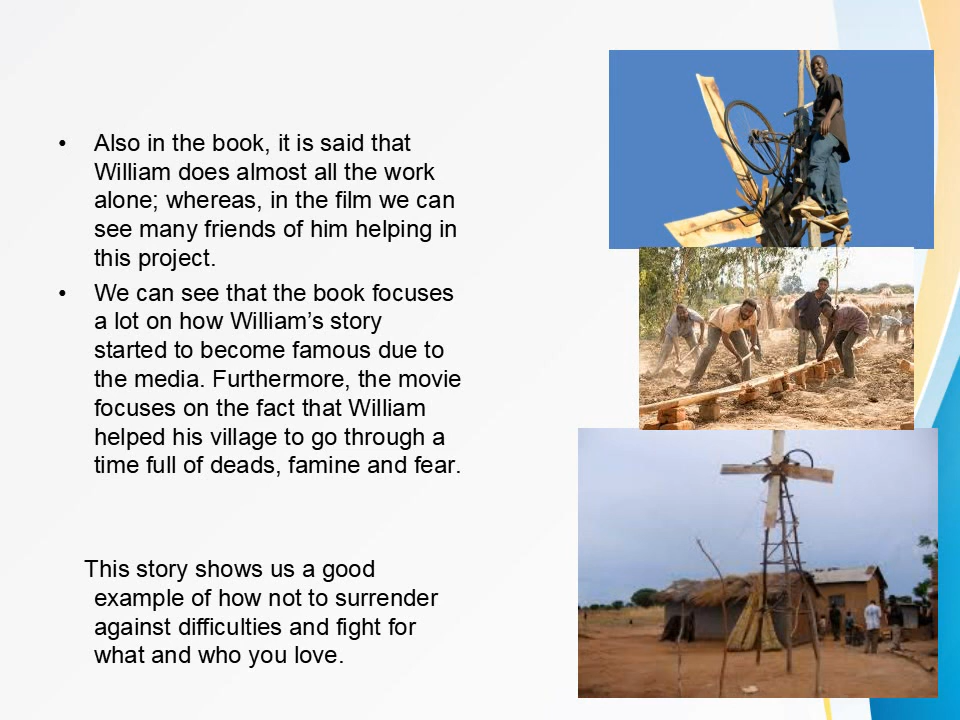 • Also in the book, it is said that
William does almost all the work
alone; whereas, in the film we can
see many friends of him helping in
this project.
• We can see that the book focuses
a lot on how William’s story
started to become famous due to
the media. Furthermore, the movie
focuses on the fact that William
helped his village to go through a
time full of deads, famine and fear.
This story shows us a good
example of how not to surrender
against difficulties and fight for
what and who you love.